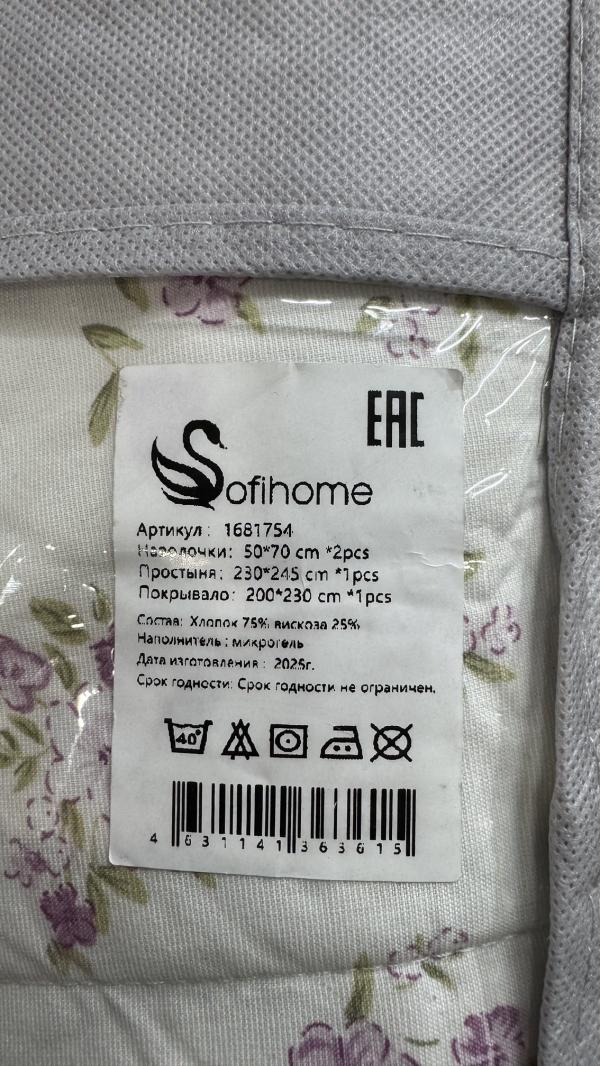 EAC
Sofihome
Артикул : 1681754
Наволочки: 50*70 cm *2pcs
Простыня: 230*245 cm *1pcs
Покрывало: 200*230 cm *1pcs
Состав: Хлопок 75% вискоза 25%
Наполнитель : микрогель
Дата изготовления : 2025г.
Срок годности: Срок годности не ограничен.
40°
4 631141 363615